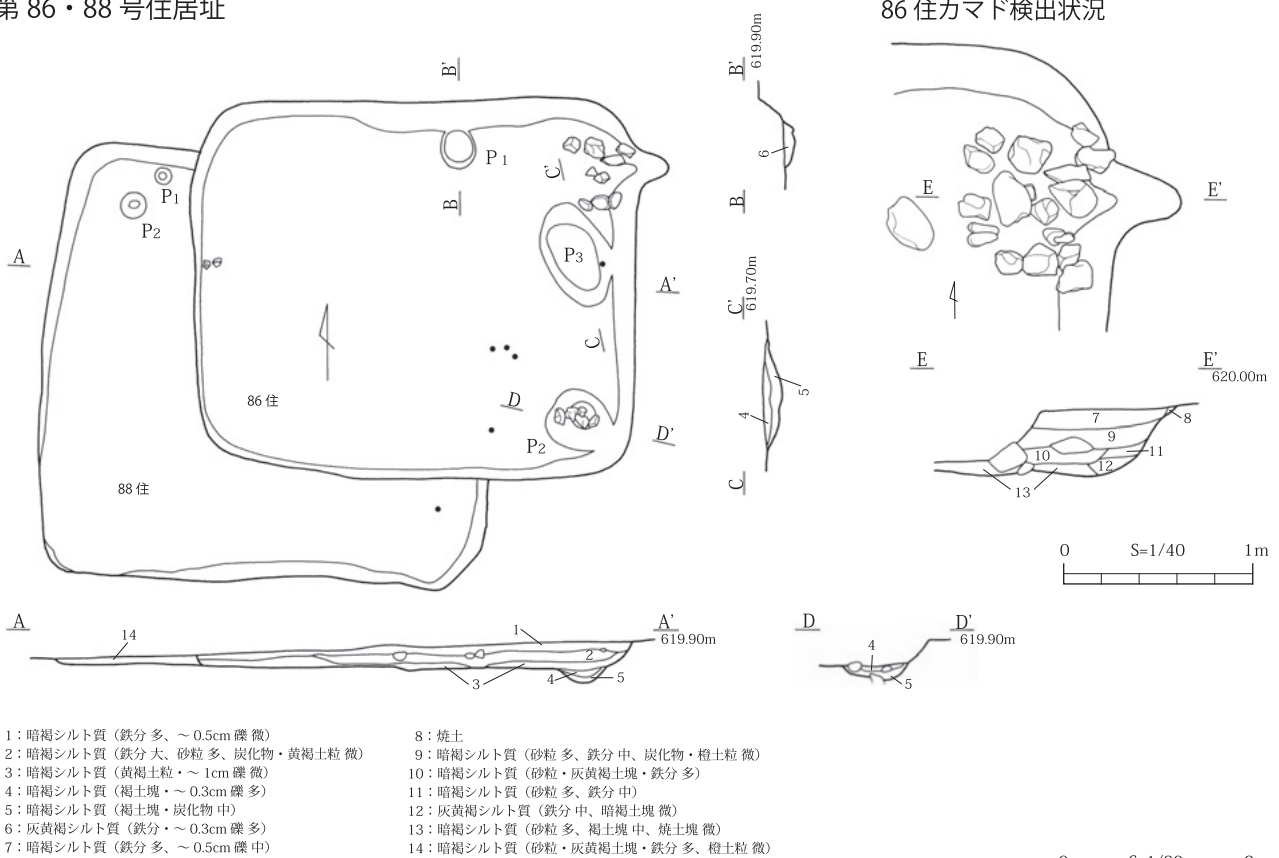 第 86・88 号住居址
86 住カマド検出状況
B'
B'
619.90m
P1
P1
P2
C'
B
6
B
E
E'
A
P3
A'
C'
619.70m
C
86 住
D
D'
P2
4
5
C
88 住
E
E'
620.00m
7
8
9
10
11
12
13
0
S=1/40
1m
A
14
1
A'
619.90m
2
3
4
5
D
D'
619.90m
4
5
1：暗褐シルト質（鉄分 多、～ 0.5cm 礫 微）
2：暗褐シルト質（鉄分 大、砂粒 多、炭化物・黄褐土粒 微）
3：暗褐シルト質（黄褐土粒・～ 1cm 礫 微）
4：暗褐シルト質（褐土塊・～ 0.3cm 礫 多）
5：暗褐シルト質（褐土塊・炭化物 中）
6：灰黄褐シルト質（鉄分・～ 0.3cm 礫 多）
7：暗褐シルト質（鉄分 多、～ 0.5cm 礫 中）
8：焼土
9：暗褐シルト質（砂粒 多、鉄分 中、炭化物・橙土粒 微）
10：暗褐シルト質（砂粒・灰黄褐土塊・鉄分 多）
11：暗褐シルト質（砂粒 多、鉄分 中）
12：灰黄褐シルト質（鉄分 中、暗褐土塊 微）
13：暗褐シルト質（砂粒 多、褐土塊 中、焼土塊 微）
14：暗褐シルト質（砂粒・灰黄褐土塊・鉄分 多、橙土粒 微）